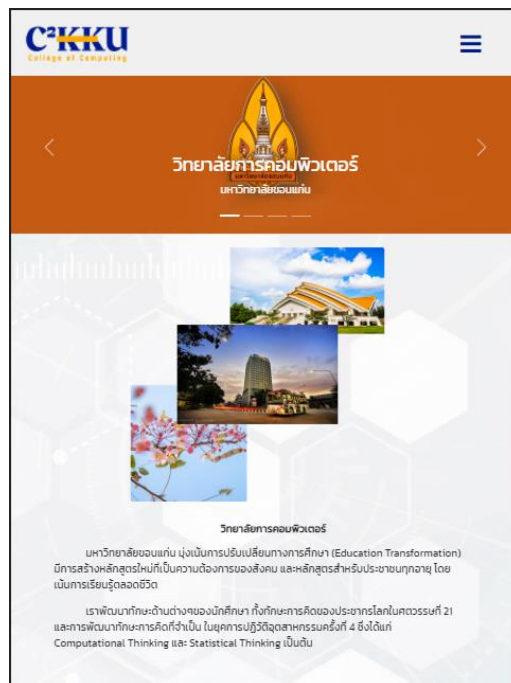 C²KKU
College of Computing
วิทยาลัยการคอมพิวเตอร์
มหาวิทยาลัยขอนแก่น
วิทยาลัยการคอมพิวเตอร์
มหาวิทยาลัยขอนแก่น มุ่งเน้นการปรับเปลี่ยนทางการศึกษา (Education Transformation)
มีการสร้างหลักสูตรใหม่ที่เป็นความต้องการของสังคม และหลักสูตรสำหรับประชาชนทุกอายุ โดย
เน้นการเรียนรู้ตลอดชีวิต
เราพัฒนาทักษะด้านต่างๆของนักศึกษา ทั้งทักษะการคิดของประชากรโลกในศตวรรษที่ 21
และการพัฒนาทักษะการคิดที่จำเป็น ในยุคการปฏิวัติอุตสาหกรรมครั้งที่ 4 ซึ่งได้แก่
Computational Thinking และ Statistical Thinking เป็นต้น